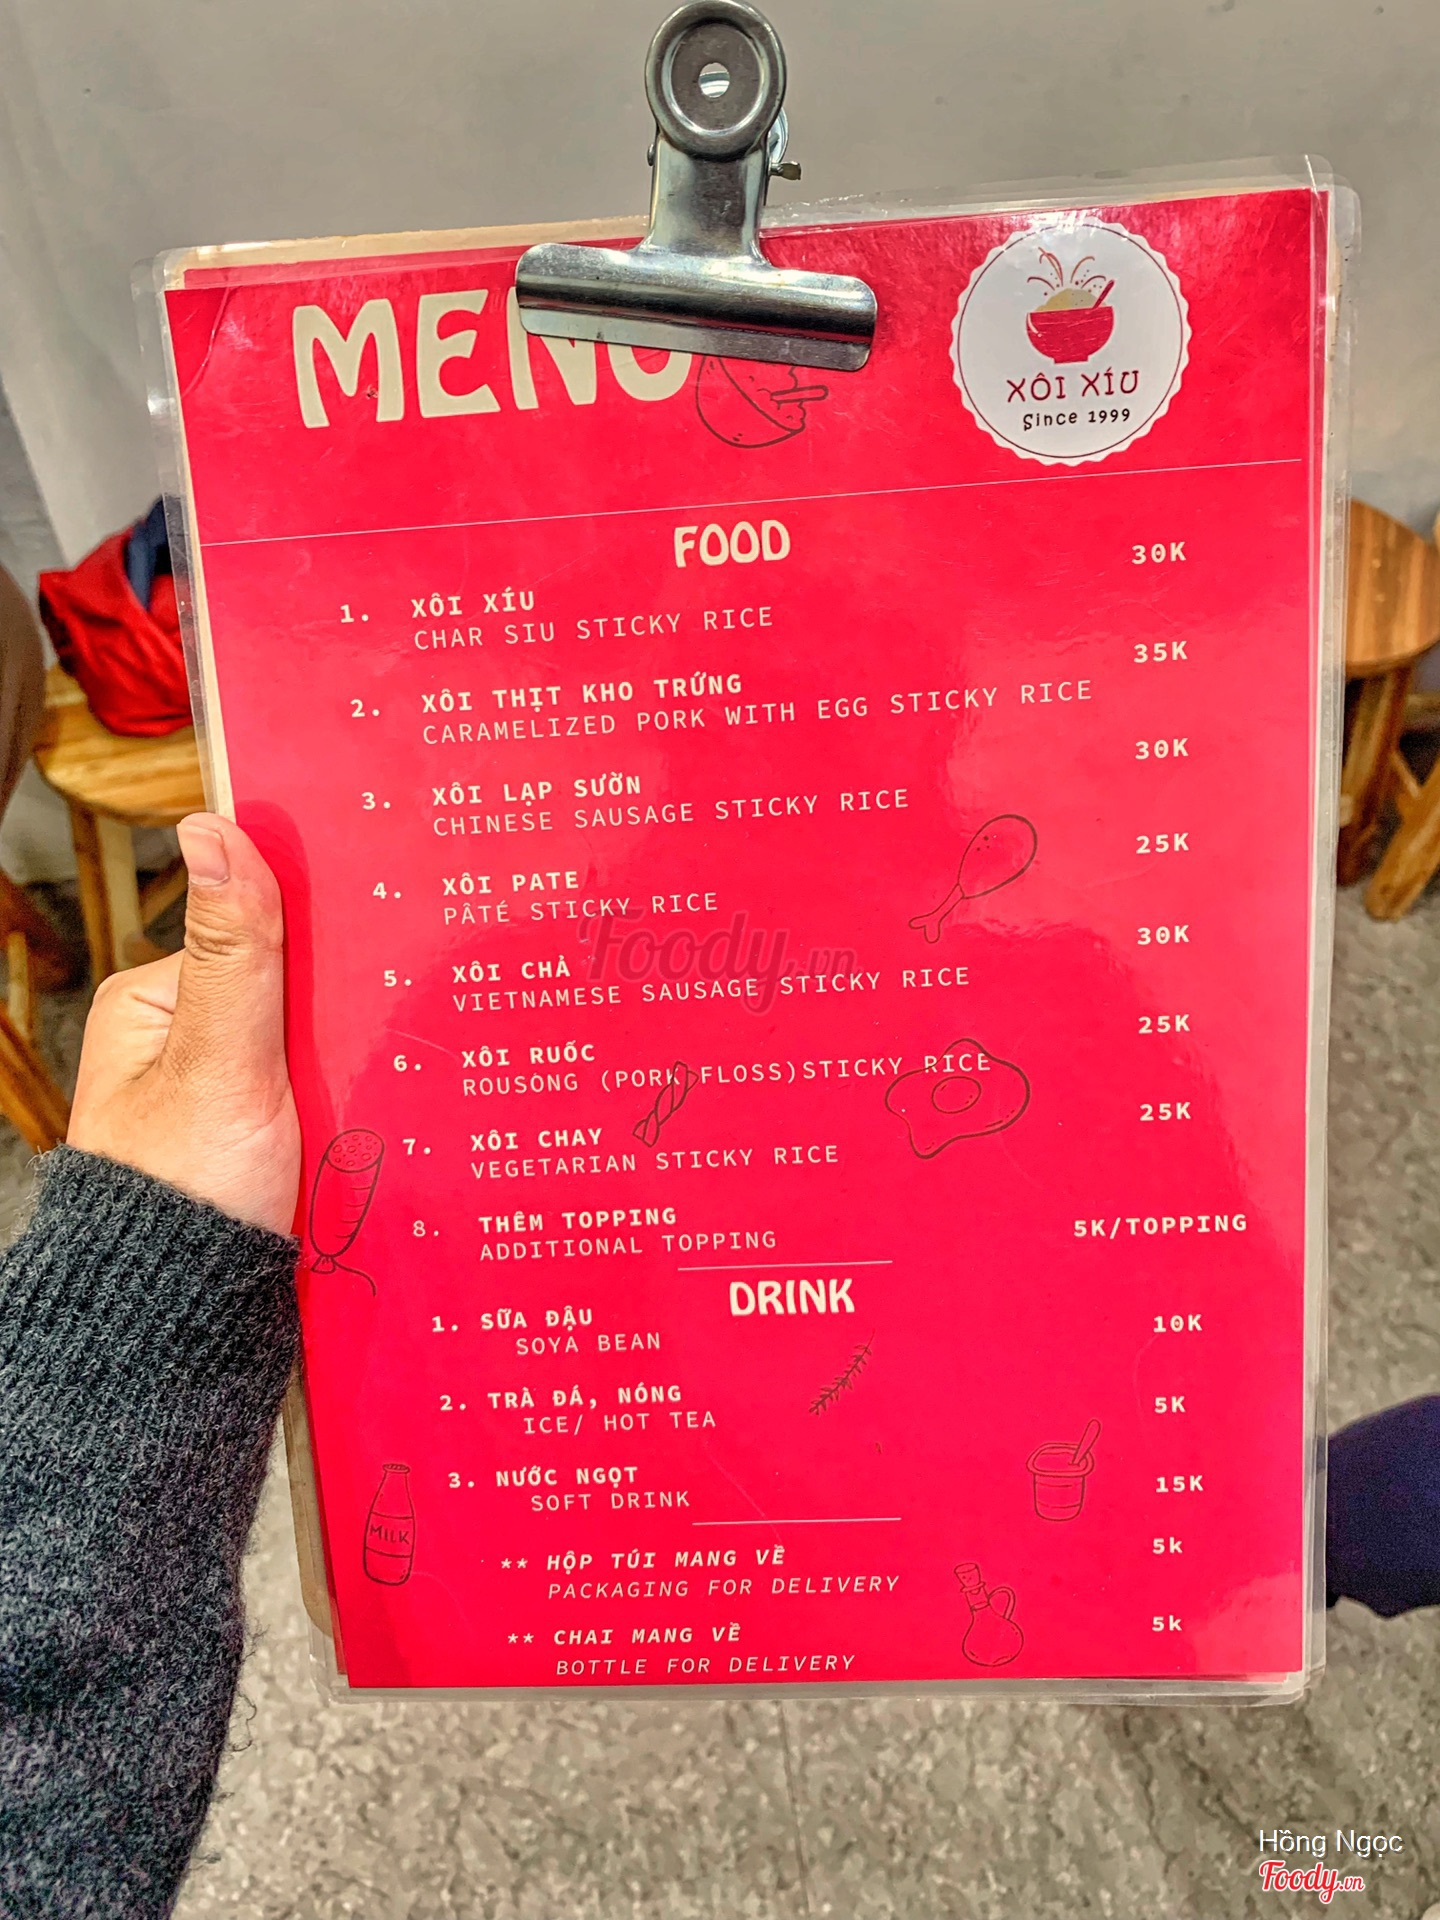 MENU
XÔI XÍU
Since 1999
FOOD
1. XÔI XÍU 30K
CHAR SIU STICKY RICE
2. XÔI THỊT KHO TRỨNG 35K
CARAMELIZED PORK WITH EGG STICKY RICE
3. XÔI LẠP SƯỜN 30K
CHINESE SAUSAGE STICKY RICE
4. XÔI PATE 25K
PÂTÉ STICKY RICE
5. XÔI CHẢ 30K
VIETNAMESE SAUSAGE STICKY RICE
6. XÔI RUỐC 25K
ROUSONG (PORK FLOSS)STICKY RICE
7. XÔI CHAY 25K
VEGETARIAN STICKY RICE
8. THÊM TOPPING 5K/TOPPING
ADDITIONAL TOPPING
DRINK
1. SỮA ĐẬU 10K
SOYA BEAN
2. TRÀ ĐÁ, NÓNG 5K
ICE/ HOT TEA
3. NƯỚC NGỌT 15K
SOFT DRINK
** HỘP TÚI MANG VỀ 5k
PACKAGING FOR DELIVERY
** CHAI MANG VỀ 5k
BOTTLE FOR DELIVERY
MILK
Foody.vn
Hồng Ngọc
Foody.vn